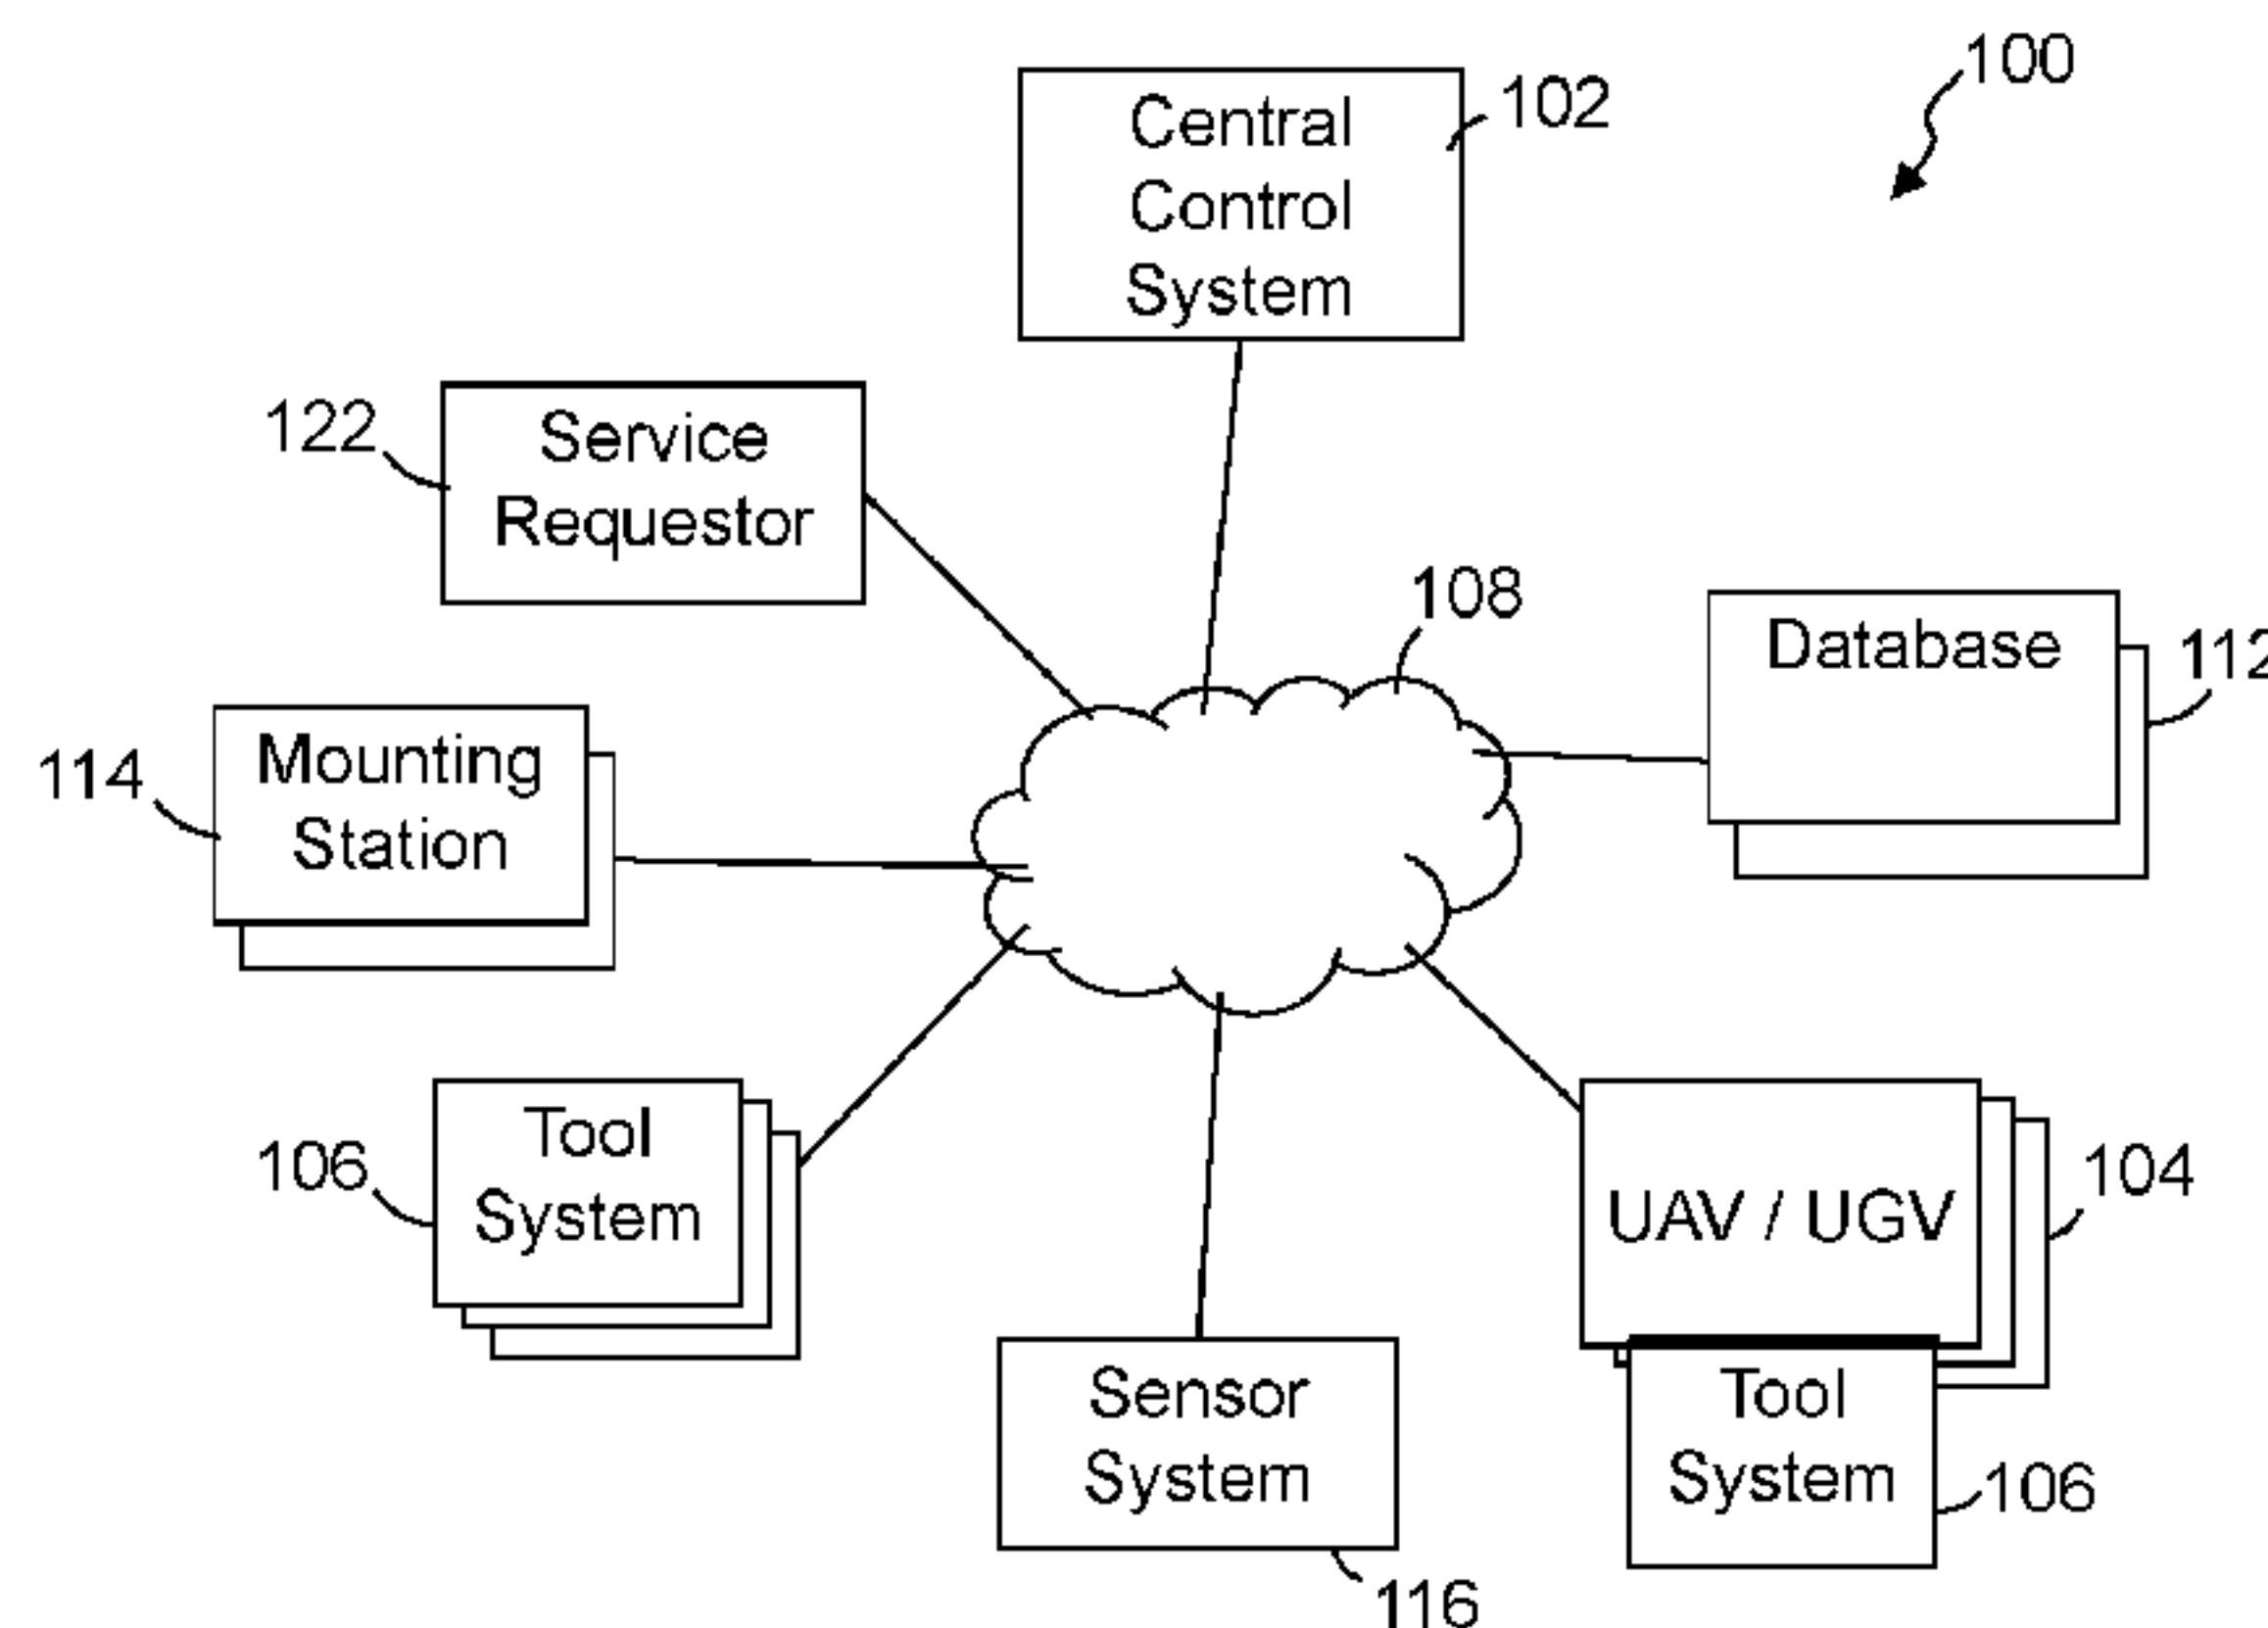 100
Central
Control
System
102
122
Service
Requestor
108
Database
112
114
Mounting
Station
106
Tool
System
UAV / UGV
104
Sensor
System
116
Tool
System
106